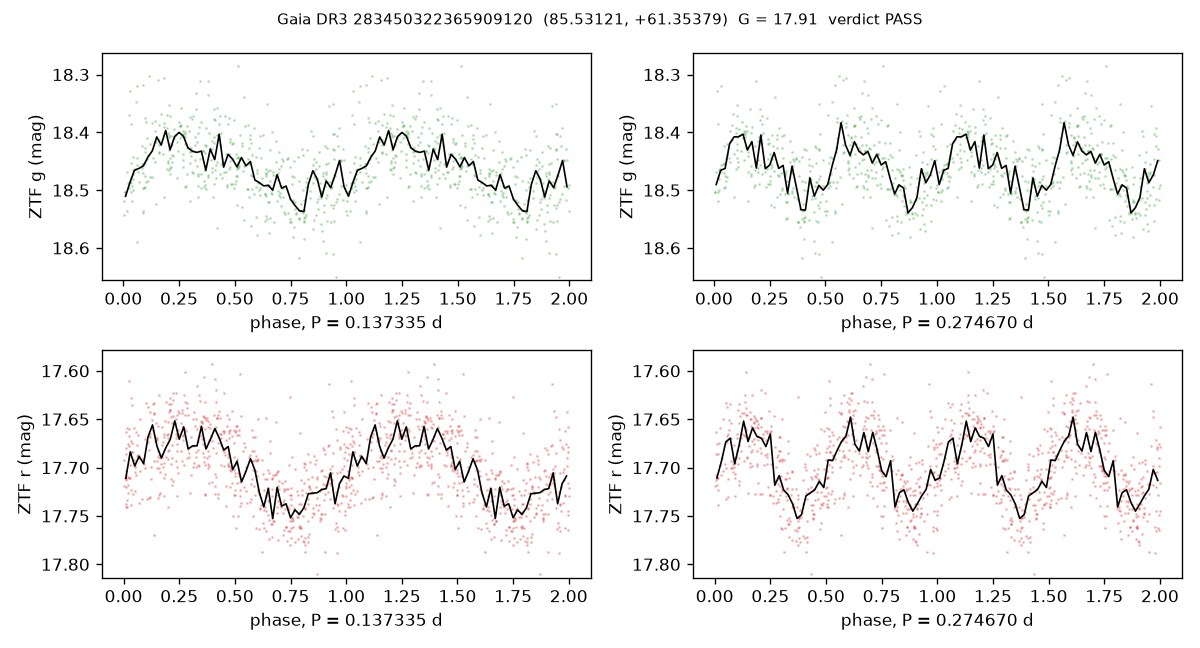 Gaia DR3 283450322365909120  (85.53121, +61.35379)  G = 17.91  verdict PASS
ZTF g (mag)
18.3
18.4
18.5
18.6
0.00 0.25 0.50 0.75 1.00 1.25 1.50 1.75 2.00
phase, P = 0.137335 d
ZTF g (mag)
18.3
18.4
18.5
18.6
0.00 0.25 0.50 0.75 1.00 1.25 1.50 1.75 2.00
phase, P = 0.274670 d
ZTF r (mag)
17.60
17.65
17.70
17.75
17.80
0.00 0.25 0.50 0.75 1.00 1.25 1.50 1.75 2.00
phase, P = 0.137335 d
ZTF r (mag)
17.60
17.65
17.70
17.75
17.80
0.00 0.25 0.50 0.75 1.00 1.25 1.50 1.75 2.00
phase, P = 0.274670 d